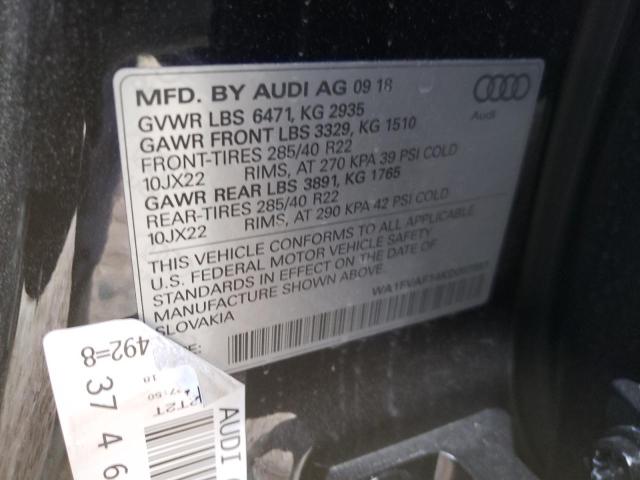 MFD. BY AUDI AG 09 18
Audi
GVWR LBS 6471, KG 2935
GAWR FRONT LBS 3329, KG 1510
FRONT-TIRES 285/40 R22
10JX22 RIMS, AT 270 KPA 39 PSI COLD
GAWR REAR LBS 3891, KG 1765
REAR-TIRES 285/40 R22
10JX22 RIMS, AT 290 KPA 42 PSI COLD
THIS VEHICLE CONFORMS TO ALL APPLICABLE
U.S. FEDERAL MOTOR VEHICLE SAFETY
STANDARDS IN EFFECT ON THE DATE OF
MANUFACTURE SHOWN ABOVE.
SLOVAKIA
492=8
37 46
AUDI